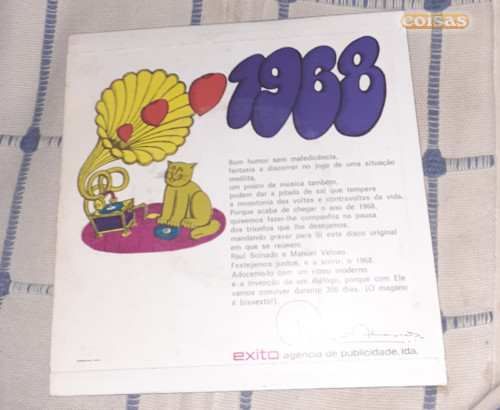 coisas
1968
Bom humor sem maledicência,
fantasia a discorrer no jogo de uma situação
insólita,
um pouco de música também,
podem dar a pitada de sal que tempere
a monotonia das voltas e contravoltas da vida.
Porque acaba de chegar o ano de 1968,
quisemos fazer-lhe companhia na pausa
dos triunfos que lhe desejamos,
mandando gravar para Si este disco original
em que se reúnem
Raul Solnado e Manuel Veloso.
Festejemos juntos, e a sorrir, o 1968.
Adocemo-lo com um ritmo moderno
e a invenção de um diálogo, porque com Ele
vamos conviver durante 366 dias. (O magano
é bissexto!).
exito agência de publicidade, lda.